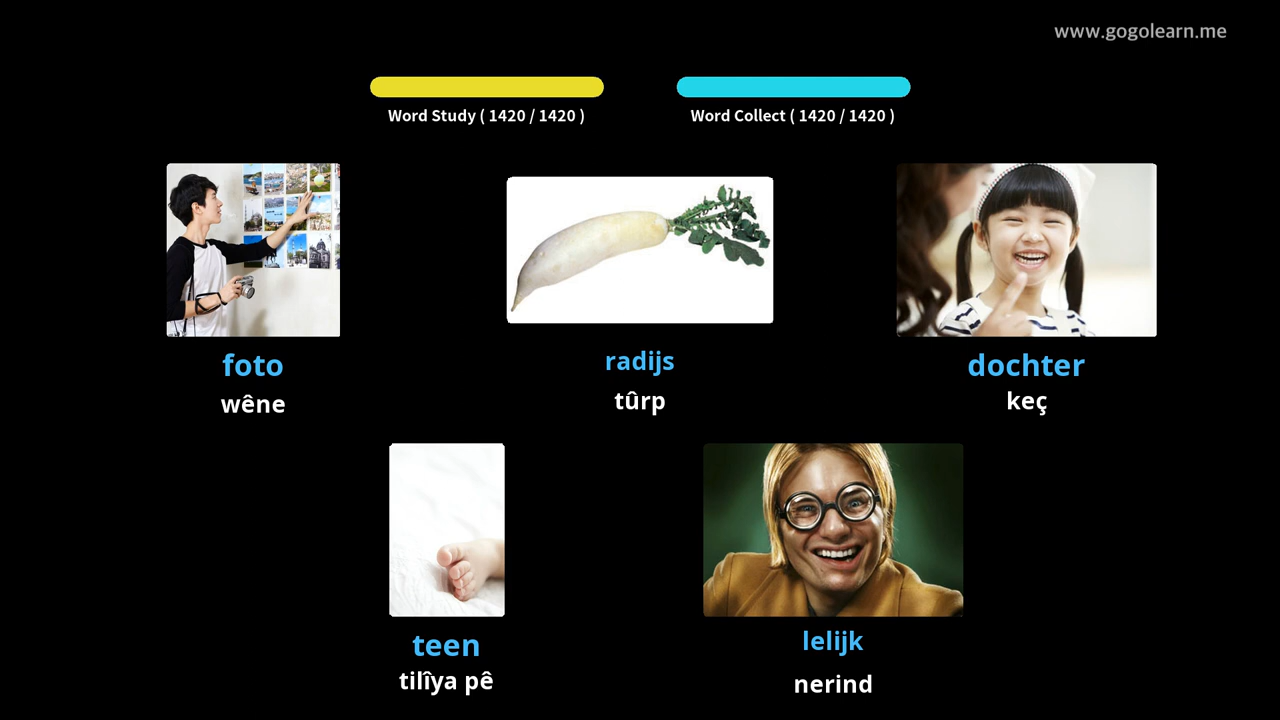 www.gogolearn.me
Word Study ( 1420 / 1420 )
Word Collect ( 1420 / 1420 )
foto
wêne
radijs
tûrp
dochter
keç
teen
tilîya pê
lelijk
nerind